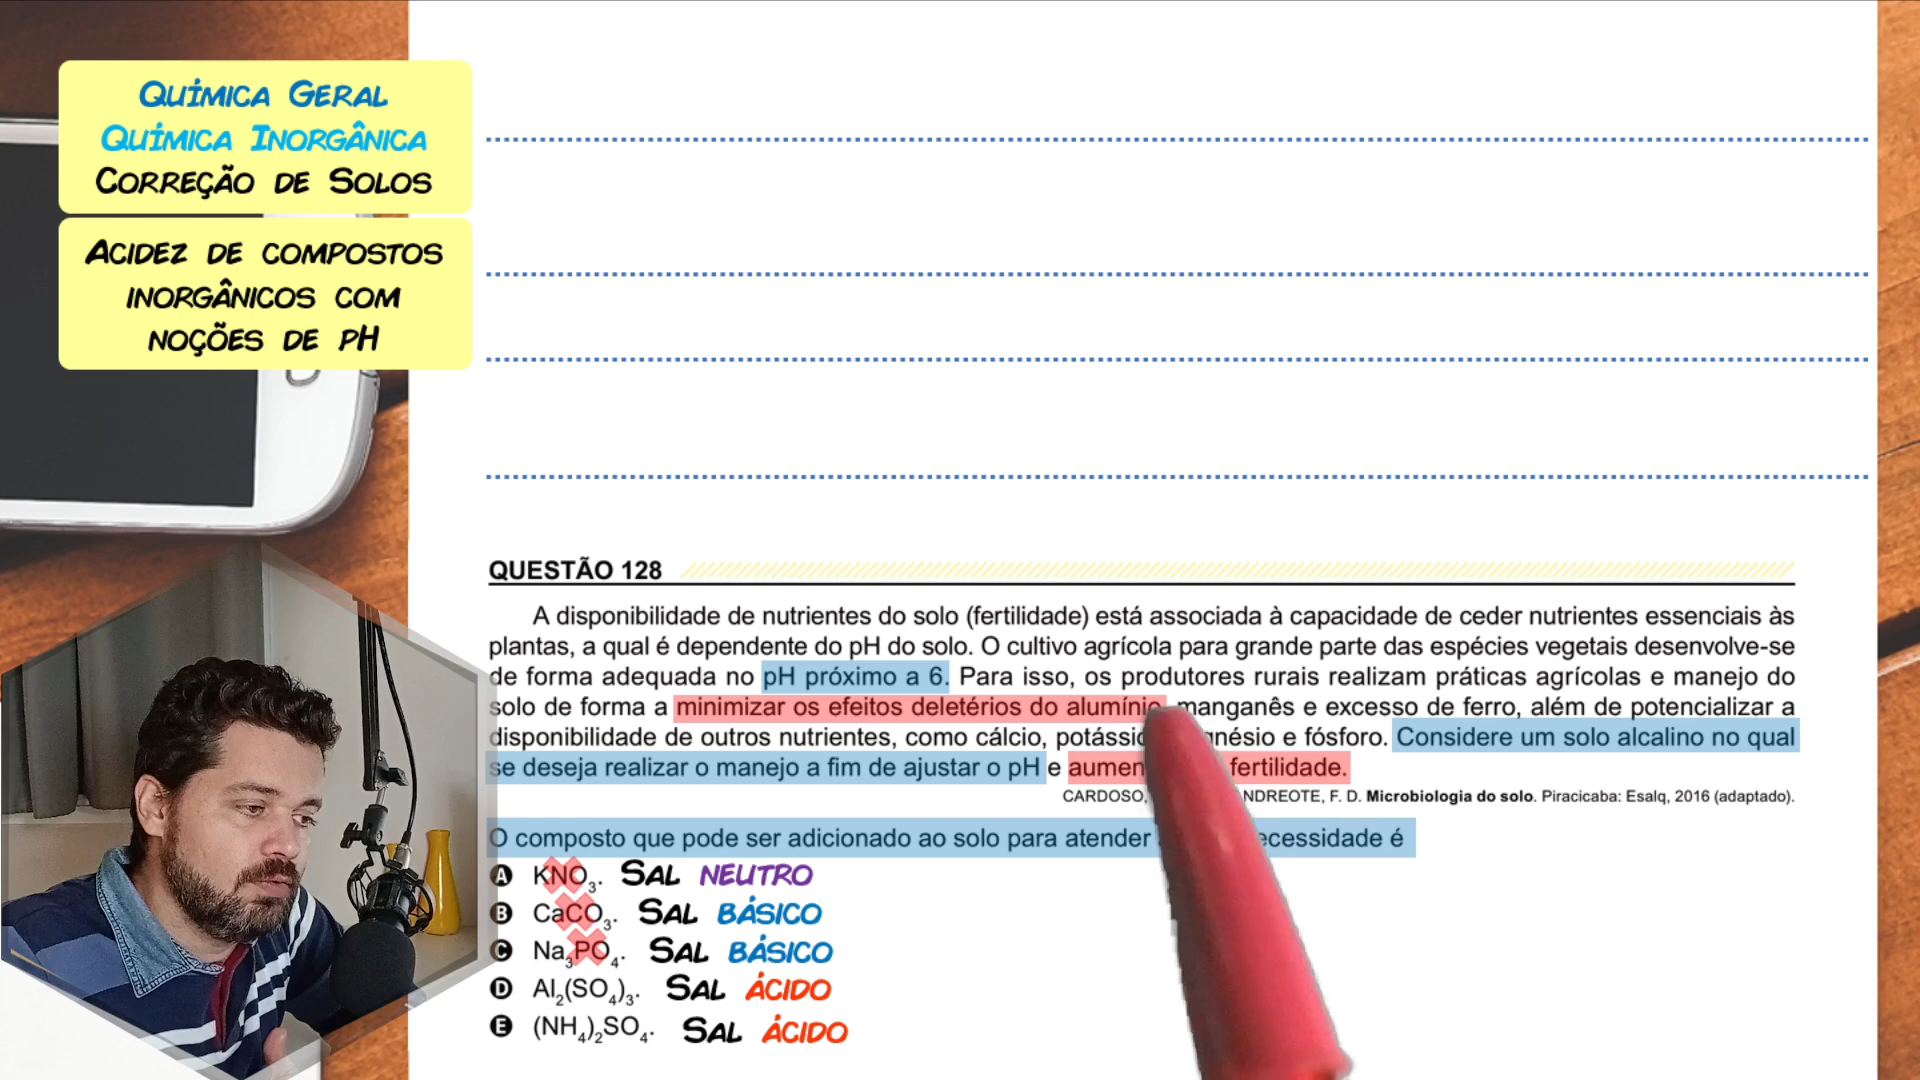 QUÍMICA GERAL
QUÍMICA INORGÂNICA
CORREÇÃO DE SOLOS
ACIDEZ DE COMPOSTOS
INORGÂNICOS COM
NOÇÕES DE pH
QUESTÃO 128
A disponibilidade de nutrientes do solo (fertilidade) está associada à capacidade de ceder nutrientes essenciais às
plantas, a qual é dependente do pH do solo. O cultivo agrícola para grande parte das espécies vegetais desenvolve-se
de forma adequada no pH próximo a 6. Para isso, os produtores rurais realizam práticas agrícolas e manejo do
solo de forma a minimizar os efeitos deletérios do alumínio, manganês e excesso de ferro, além de potencializar a
disponibilidade de outros nutrientes, como cálcio, fósforo. Considere um solo alcalino no qual
se deseja realizar o manejo a fim de ajustar o pH e fertilidade.
CARDOSO, F. D. Microbiologia do solo. Piracicaba: Esalq, 2016 (adaptado).
O composto que pode ser adicionado ao solo para atender é
A KNO3. SAL NEUTRO
B CaCO3. SAL BÁSICO
C Na3PO4. SAL BÁSICO
D Al2(SO4)3. SAL ÁCIDO
E (NH4)2SO4. SAL ÁCIDO